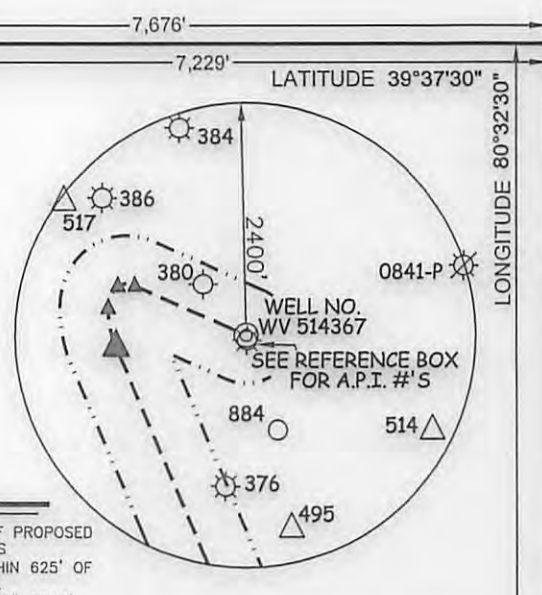 7,676'
7,229'
LATITUDE 39°37'30"
LONGITUDE 80°32'30"
384
386
517
2400'
380
0841-P
WELL NO.
WV 514367
SEE REFERENCE BOX
FOR A.P.I. #'S
884
514
376
495
PROPOSED
625' OF